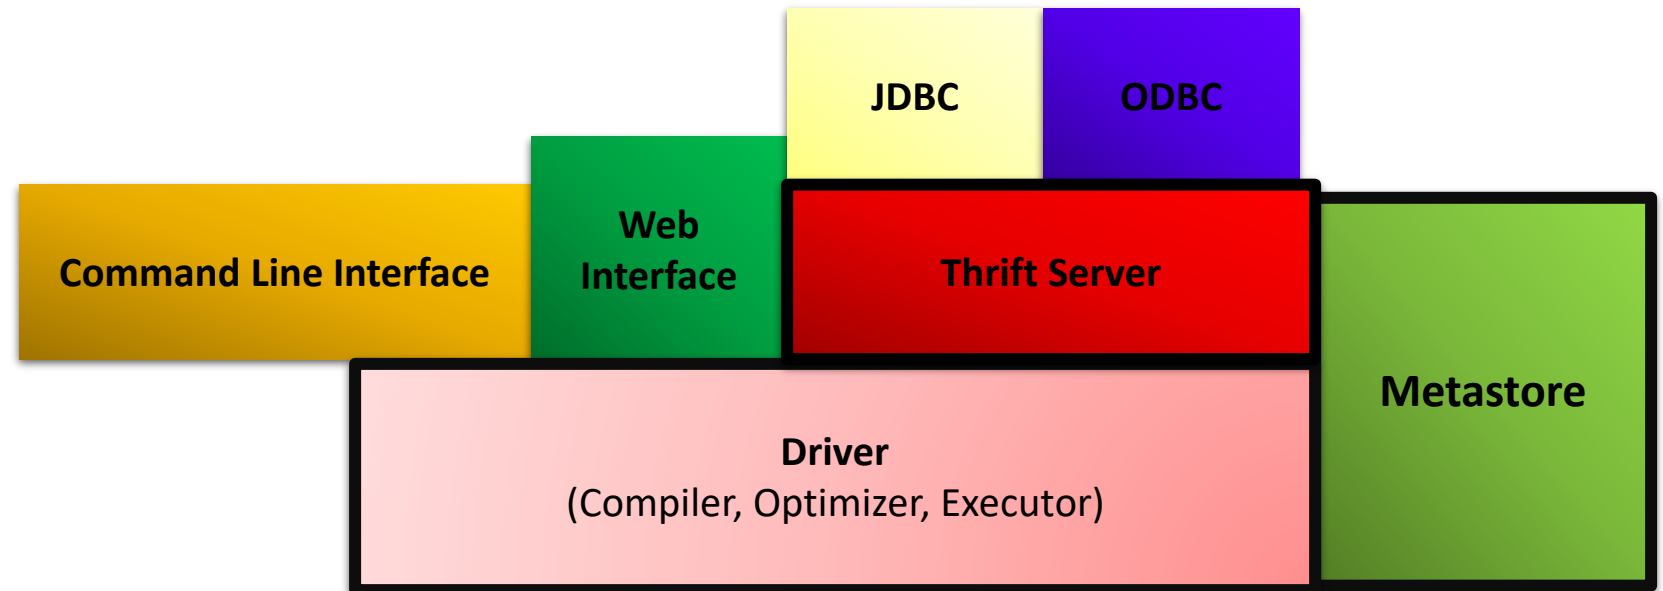 JDBC
ODBC
Command Line Interface
Web
Interface
Thrift Server
Metastore
Driver
(Compiler, Optimizer, Executor)